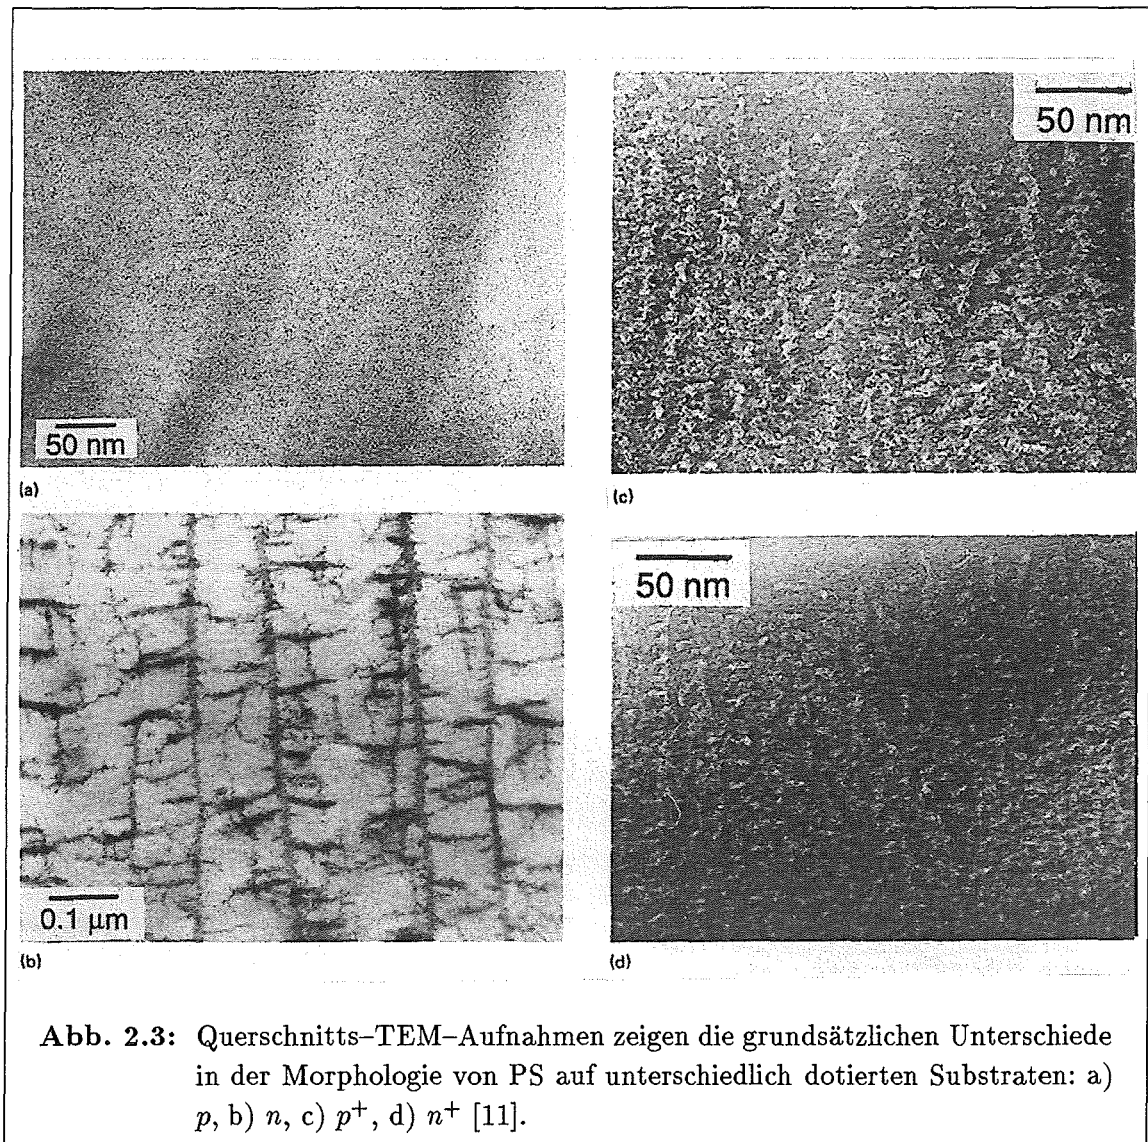 50 nm
(a)
50 nm
(c)
0.1 µm
(b)
50 nm
(d)
Abb. 2.3: Querschnitts–TEM–Aufnahmen zeigen die grundsätzlichen Unterschiede
in der Morphologie von PS auf unterschiedlich dotierten Substraten: a)
p, b) n, c) p⁺, d) n⁺ [11].